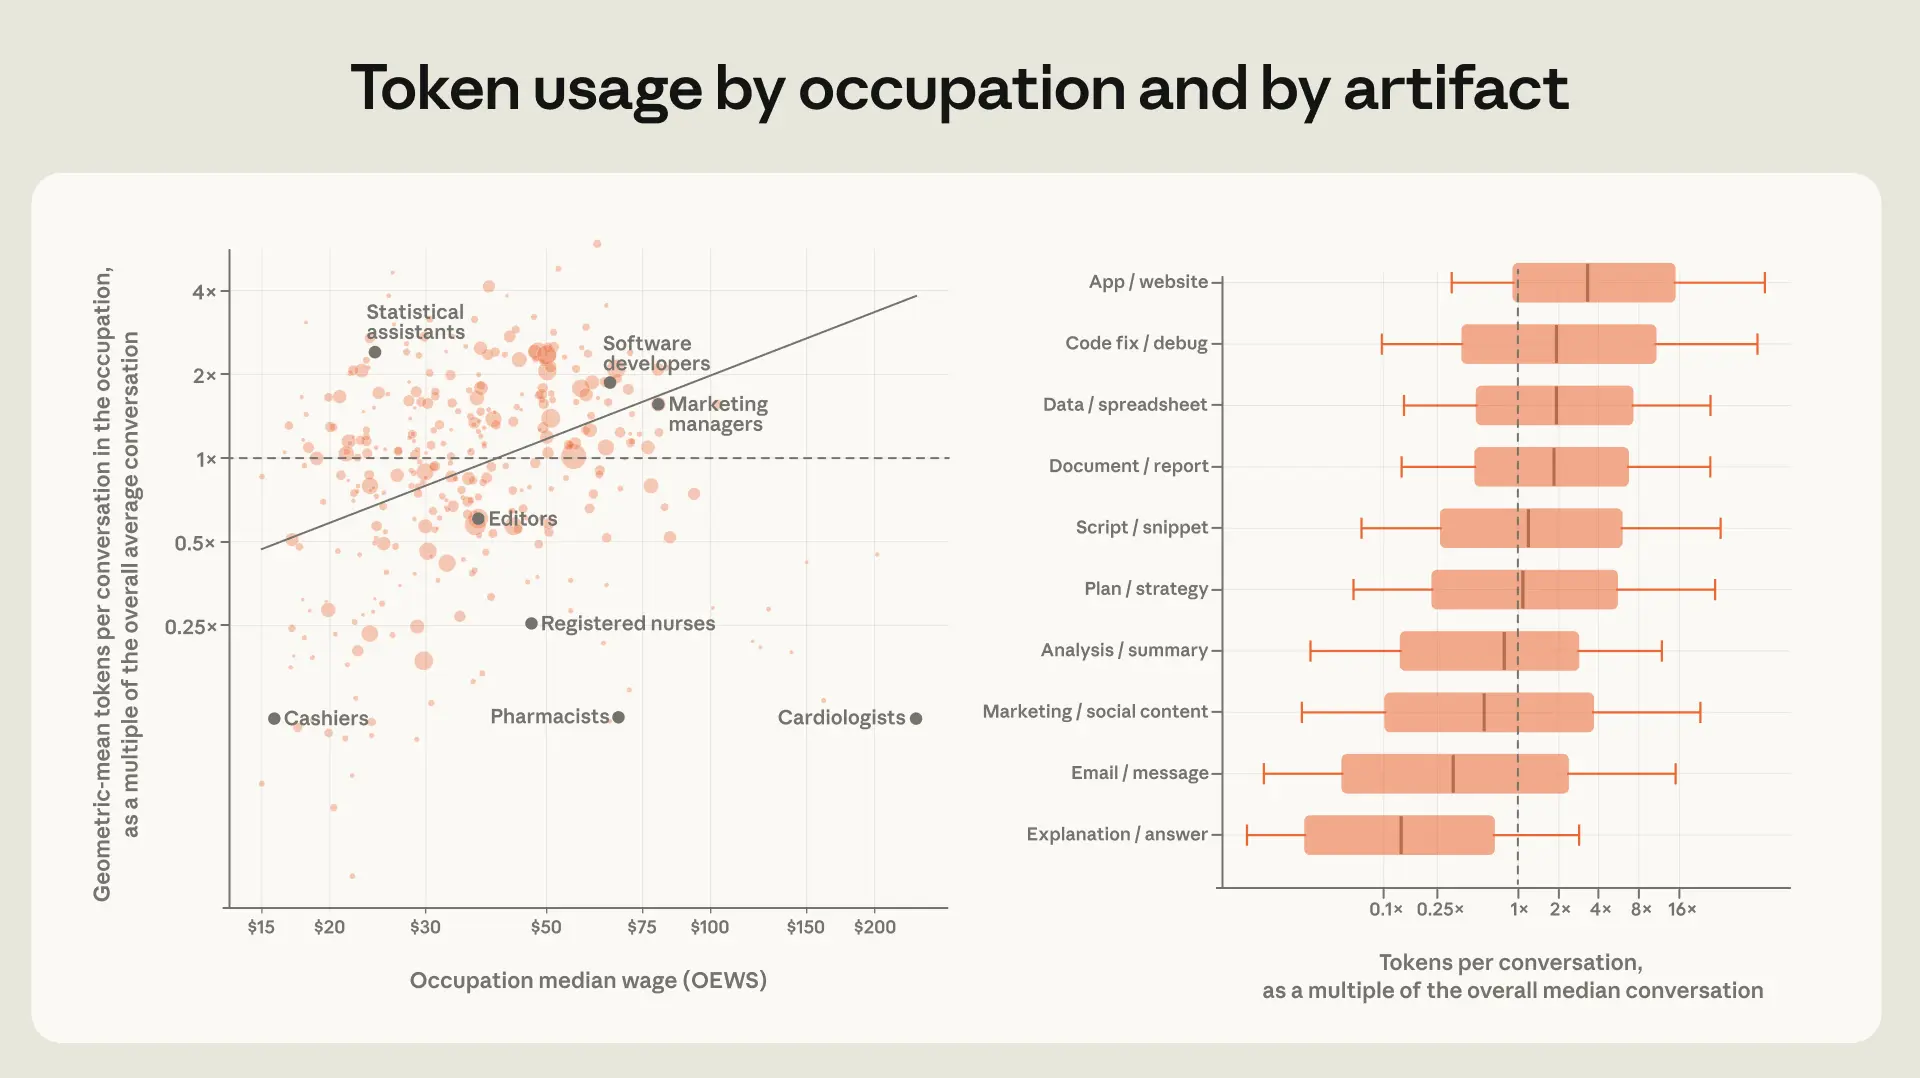 Token usage by occupation and by artifact
Geometric-mean tokens per conversation in the occupation,
as a multiple of the overall average conversation
4×
2×
1×
0.5×
0.25×
Statistical
assistants
Software
developers
Marketing
managers
Editors
Registered nurses
Cashiers
Pharmacists
Cardiologists
$15
$20
$30
$50
$75
$100
$150
$200
Occupation median wage (OEWS)
App / website
Code fix / debug
Data / spreadsheet
Document / report
Script / snippet
Plan / strategy
Analysis / summary
Marketing / social content
Email / message
Explanation / answer
0.1×
0.25×
1×
2×
4×
8×
16×
Tokens per conversation,
as a multiple of the overall median conversation